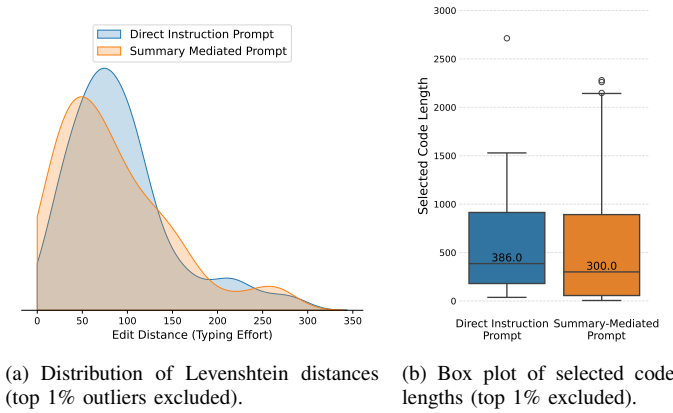 Direct Instruction Prompt
Summary Mediated Prompt
0 50 100 150 200 250 300 350
Edit Distance (Typing Effort)
(a) Distribution of Levenshtein distances
(top 1% outliers excluded).
3000
2500
2000
1500
1000
500
0
Selected Code Length
386.0
300.0
Direct Instruction Prompt
Summary-Mediated Prompt
(b) Box plot of selected code
lengths (top 1% excluded).